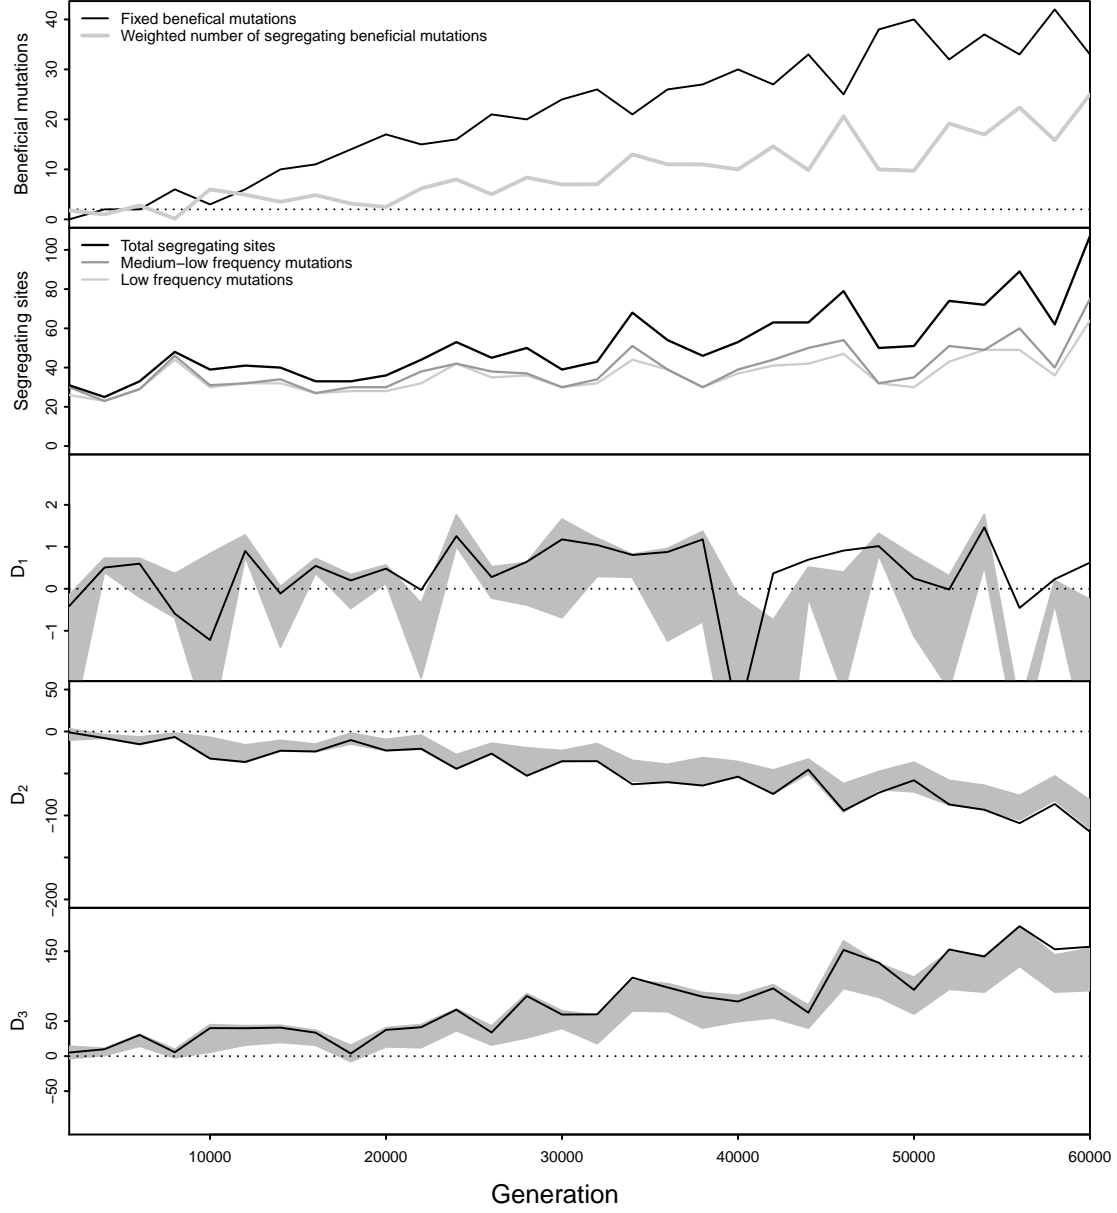 Beneficial mutations
40
30
20
10
0
Fixed benefical mutations
Weighted number of segregating beneficial mutations
Segregating sites
100
80
60
40
20
0
Total segregating sites
Medium−low frequency mutations
Low frequency mutations
D1
2
1
0
−1
D2
50
0
−100
−200
D3
150
50
0
−50
10000 20000 30000 40000 50000 60000
Generation